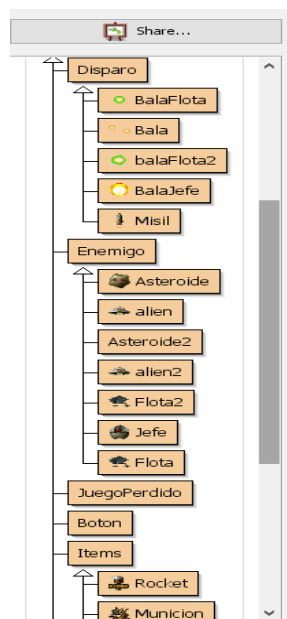 Share...
Disparo
BalaFlota
Bala
balaFlota2
BalaJefe
Misil
Enemigo
Asteroide
alien
Asteroide2
alien2
Flota2
Jefe
Flota
JuegoPerdido
Boton
Items
Rocket
Municion